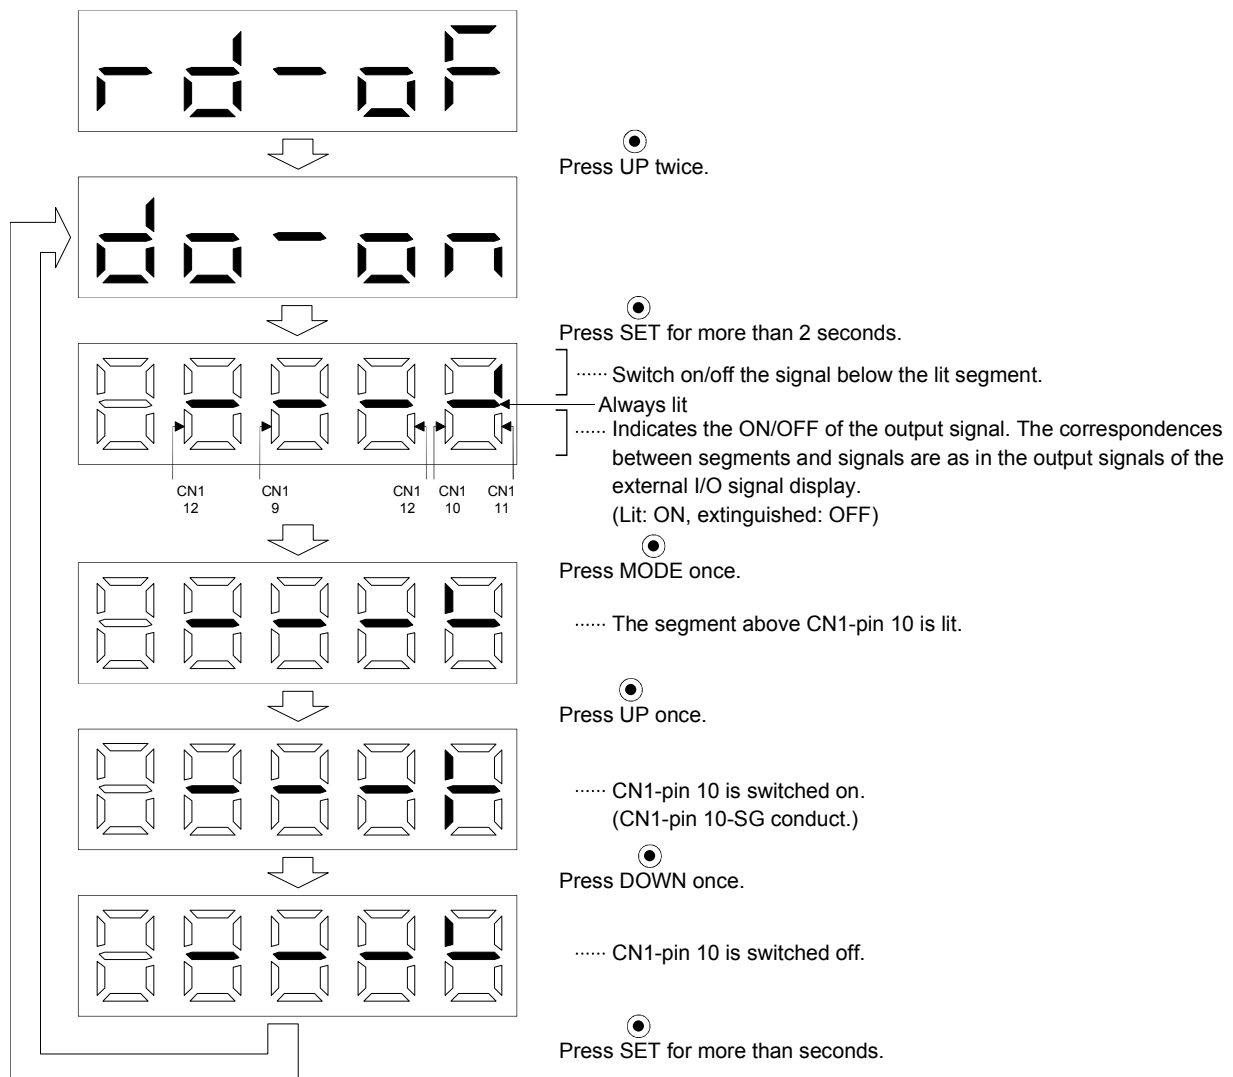 rd-oF
Press UP twice.
do-on
Press SET for more than 2 seconds.
...... Switch on/off the signal below the lit segment.
Always lit
...... Indicates the ON/OFF of the output signal. The correspondences
between segments and signals are as in the output signals of the
external I/O signal display.
(Lit: ON, extinguished: OFF)
CN1 CN1 CN1 CN1 CN1
12 9 12 10 11
Press MODE once.
...... The segment above CN1-pin 10 is lit.
Press UP once.
...... CN1-pin 10 is switched on.
(CN1-pin 10-SG conduct.)
Press DOWN once.
...... CN1-pin 10 is switched off.
Press SET for more than seconds.